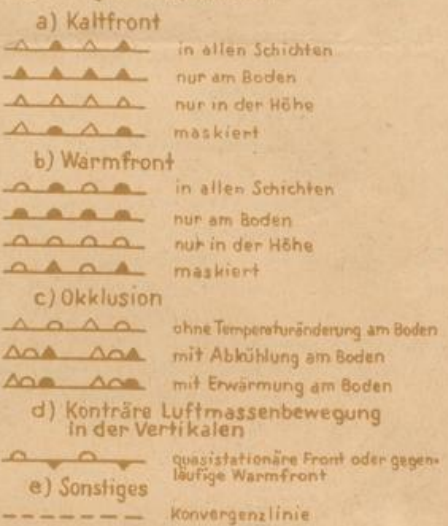 a) Kaltfront
in allen Schichten
nur am Boden
nur in der Höhe
maskiert
b) Warmfront
in allen Schichten
nur am Boden
nur in der Höhe
maskiert
c) Okklusion
ohne Temperaturänderung am Boden
mit Abkühlung am Boden
mit Erwärmung am Boden
d) Konträre Luftmassenbewegung
in der Vertikalen
quasistationäre Front oder gegen-
läufige Warmfront
e) Sonstiges
Konvergenzlinie